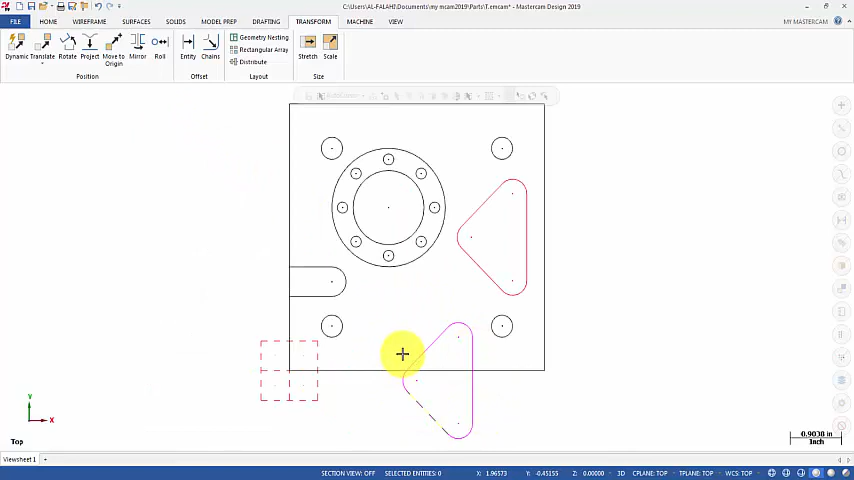 C:\Users\AL-FALAH\Documents\my mcam2019\Parts\T.emcam* - Mastercam Design 2019
FILE HOME WIREFRAME SURFACES SOLIDS MODEL PREP DRAFTING TRANSFORM MACHINE VIEW MY MASTERCAM
Dynamic Translate Rotate Project Move to Origin Mirror Roll
Position
Entity Chains
Offset
Geometry Nesting
Rectangular Array
Distribute
Layout
Stretch Scale
Size
Y
X
Top
0.9038 in
Inch
Viewsheet1 +
SECTION VIEW: OFF SELECTED ENTITIES: 0 X: 1.96573 Y: -0.45155 Z: 0.00000 3D CPLANE: TOP TPLANE: TOP WCS: TOP